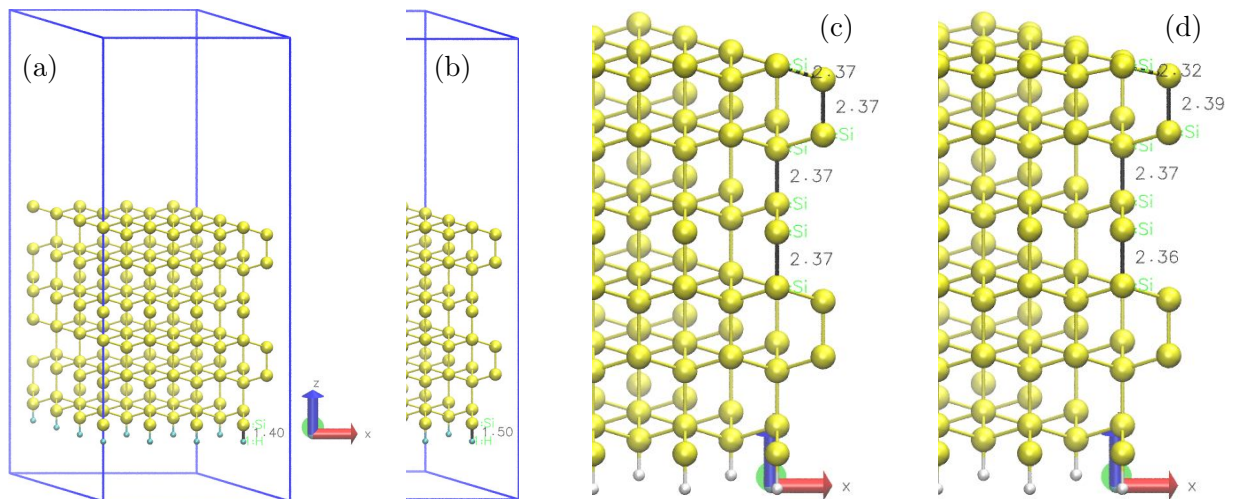 (a)
z
x
:Si
1.40
:H
(b)
:Si
1.50
:H
(c)
:Si
2.37
2.37
:Si
:Si
2.37
:Si
:Si
2.37
:Si
x
(d)
:Si
2.32
2.39
:Si
:Si
2.37
:Si
:Si
2.36
:Si
x